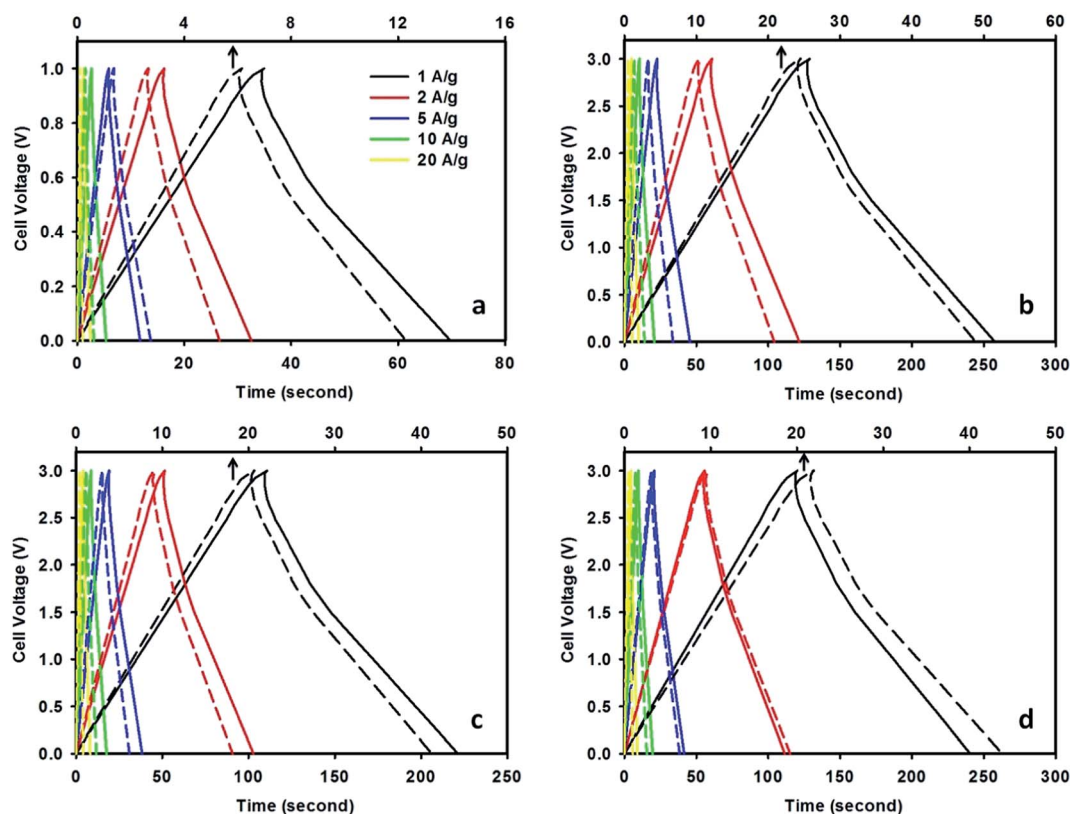 0 4 8 12 16
1.0
0.8
0.6
0.4
0.2
0.0
Cell Voltage (V)
1 A/g
2 A/g
5 A/g
10 A/g
20 A/g
a
0 20 40 60 80
Time (second)
0 10 20 30 40 50 60
3.0
2.5
2.0
1.5
1.0
0.5
0.0
Cell Voltage (V)
b
0 50 100 150 200 250 300
Time (second)
0 10 20 30 40 50
3.0
2.5
2.0
1.5
1.0
0.5
0.0
Cell Voltage (V)
c
0 50 100 150 200 250
Time (second)
0 10 20 30 40 50
3.0
2.5
2.0
1.5
1.0
0.5
0.0
Cell Voltage (V)
d
0 50 100 150 200 250 300
Time (second)